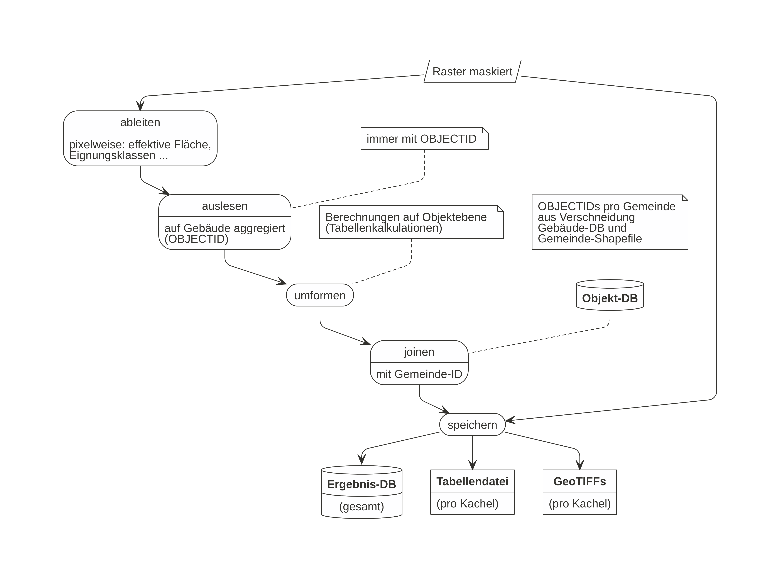 Raster maskiert
ableiten
pixelweise: effektive Fläche,
Eignungsklassen ...
immer mit OBJECTID
auslesen
auf Gebäude aggregiert
(OBJECTID)
Berechnungen auf Objektebene
(Tabellenkalkulationen)
OBJECTIDs pro Gemeinde
aus Verschneidung
Gebäude-DB und
Gemeinde-Shapefile
umformen
Objekt-DB
joinen
mit Gemeinde-ID
speichern
Ergebnis-DB
(gesamt)
Tabellendatei
(pro Kachel)
GeoTIFFs
(pro Kachel)